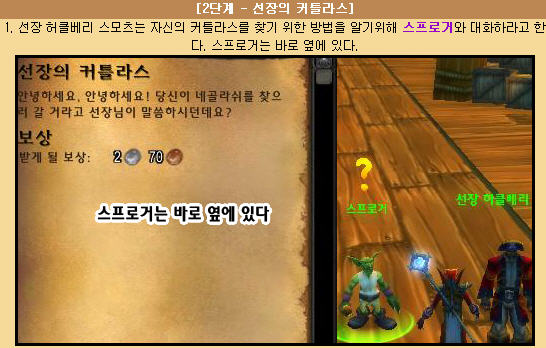 [2단계 - 선장의 커틀라스]
1. 선장 허클베리 스모츠는 자신의 커틀라스를 찾기 위한 방법을 알기위해 스프로거와 대화하라고 한
다. 스프로거는 바로 옆에 있다.
선장의 커틀라스
안녕하세요, 안녕하세요! 당신이 네골라쉬를 찾으
러 갈 거라고 선장님이 말씀하시던데요?
보상
받게 될 보상: 2 70
스프로거는 바로 옆에 있다
?
스프로거
선장 허클베리